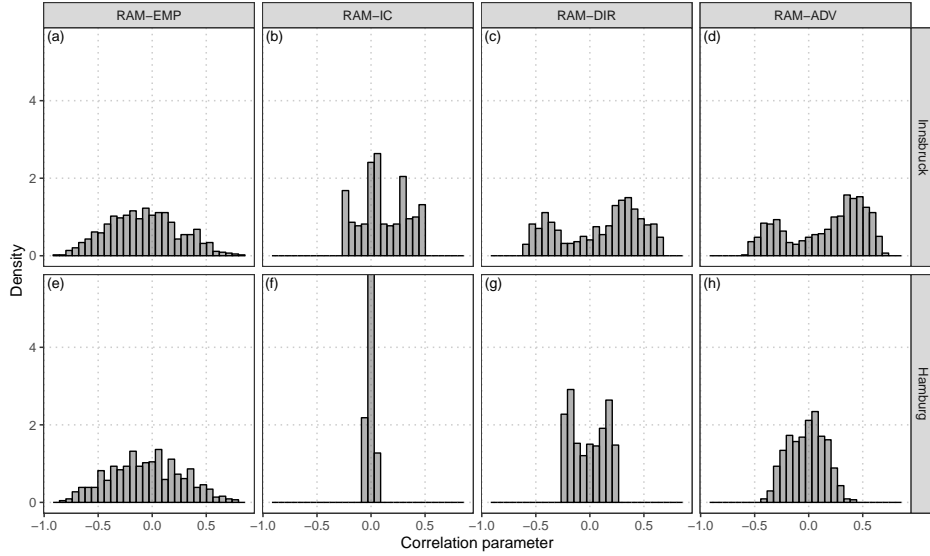 RAM−EMP RAM−IC RAM−DIR RAM−ADV
(a) (b) (c) (d)
4
2
0
Innsbruck
Density
(e) (f) (g) (h)
4
2
0
Hamburg
−1.0 −0.5 0.0 0.5 −1.0 −0.5 0.0 0.5 −1.0 −0.5 0.0 0.5 −1.0 −0.5 0.0 0.5
Correlation parameter